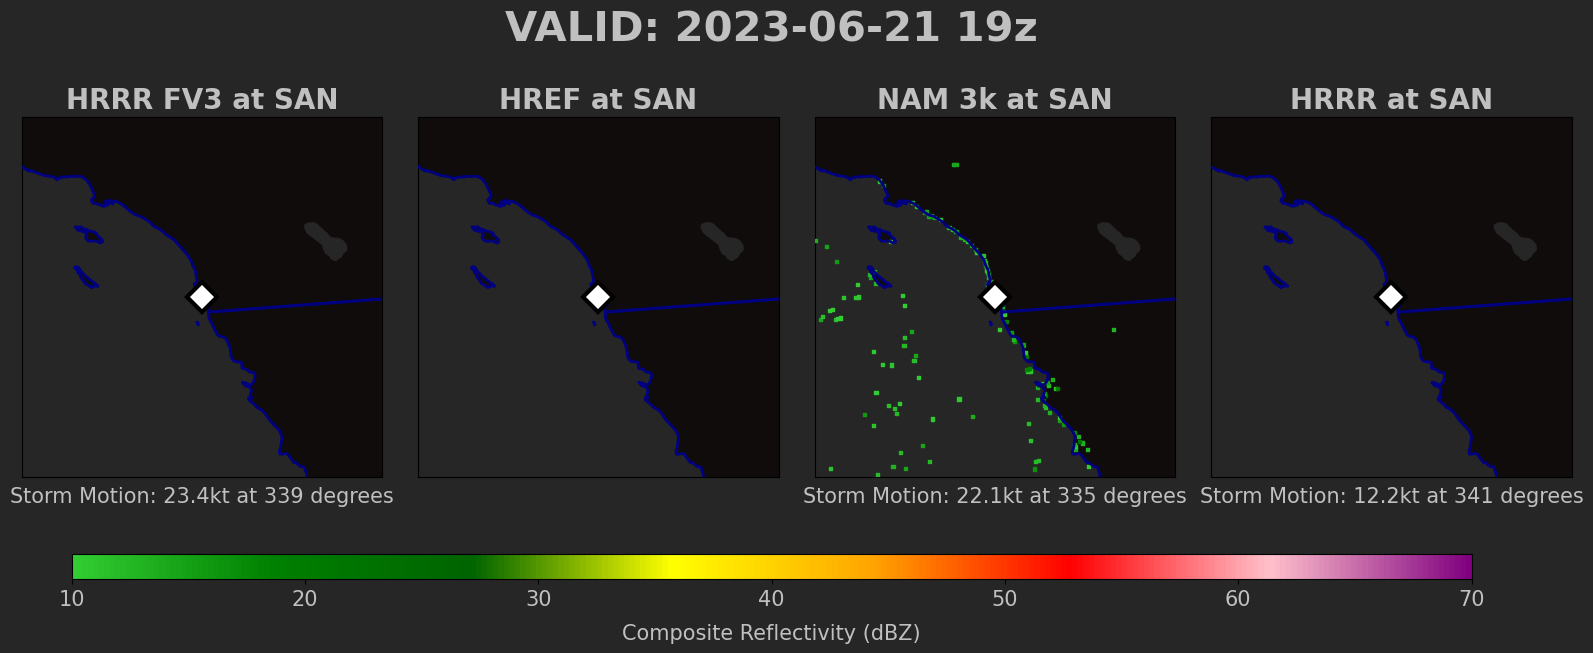 VALID: 2023-06-21 19z
HRRR FV3 at SAN
HREF at SAN
NAM 3k at SAN
HRRR at SAN
Storm Motion: 23.4kt at 339 degrees
Storm Motion: 22.1kt at 335 degrees
Storm Motion: 12.2kt at 341 degrees
10 20 30 40 50 60 70
Composite Reflectivity (dBZ)